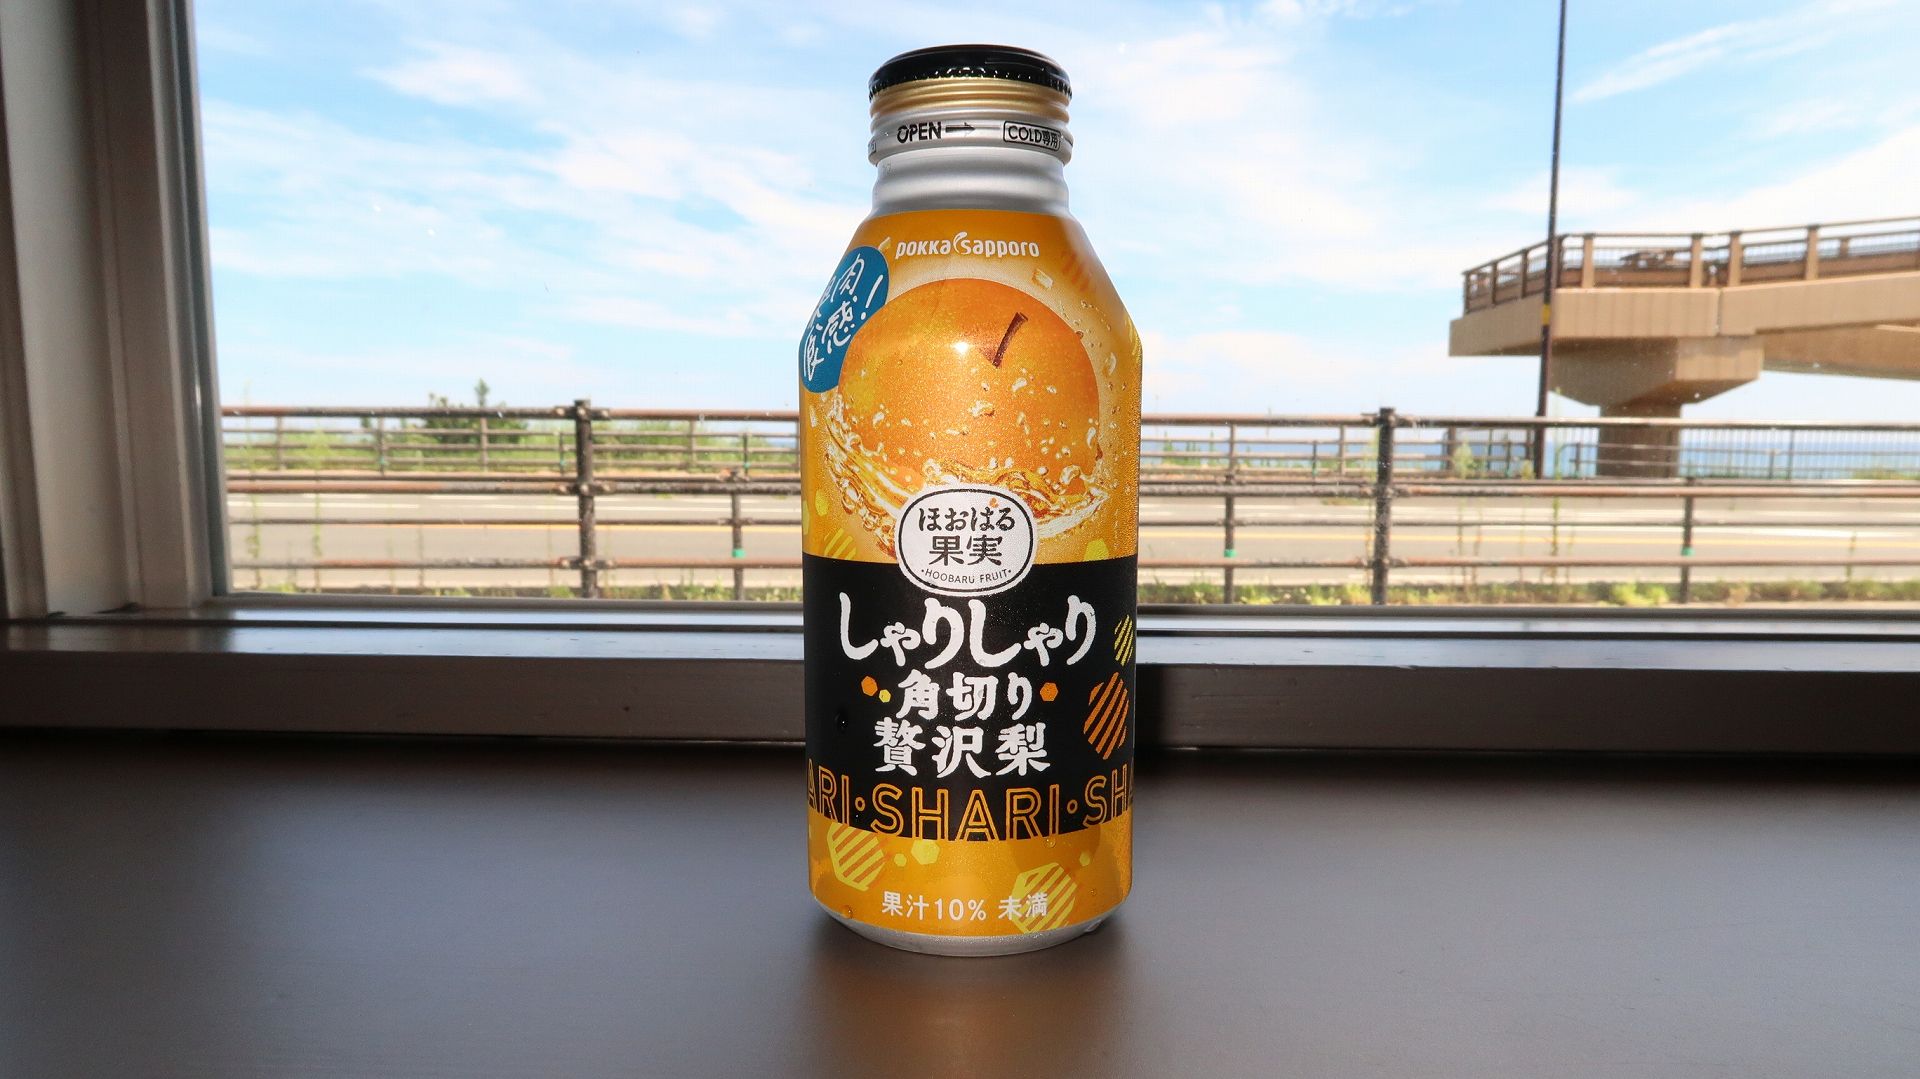 OPEN
COLD専用
pokka sapporo
果肉
食感!
ほおばる
果実
・HOOBARU FRUIT・
しゃりしゃり
角切り
贅沢梨
ARI・SHARI・SHA
果汁10% 未満